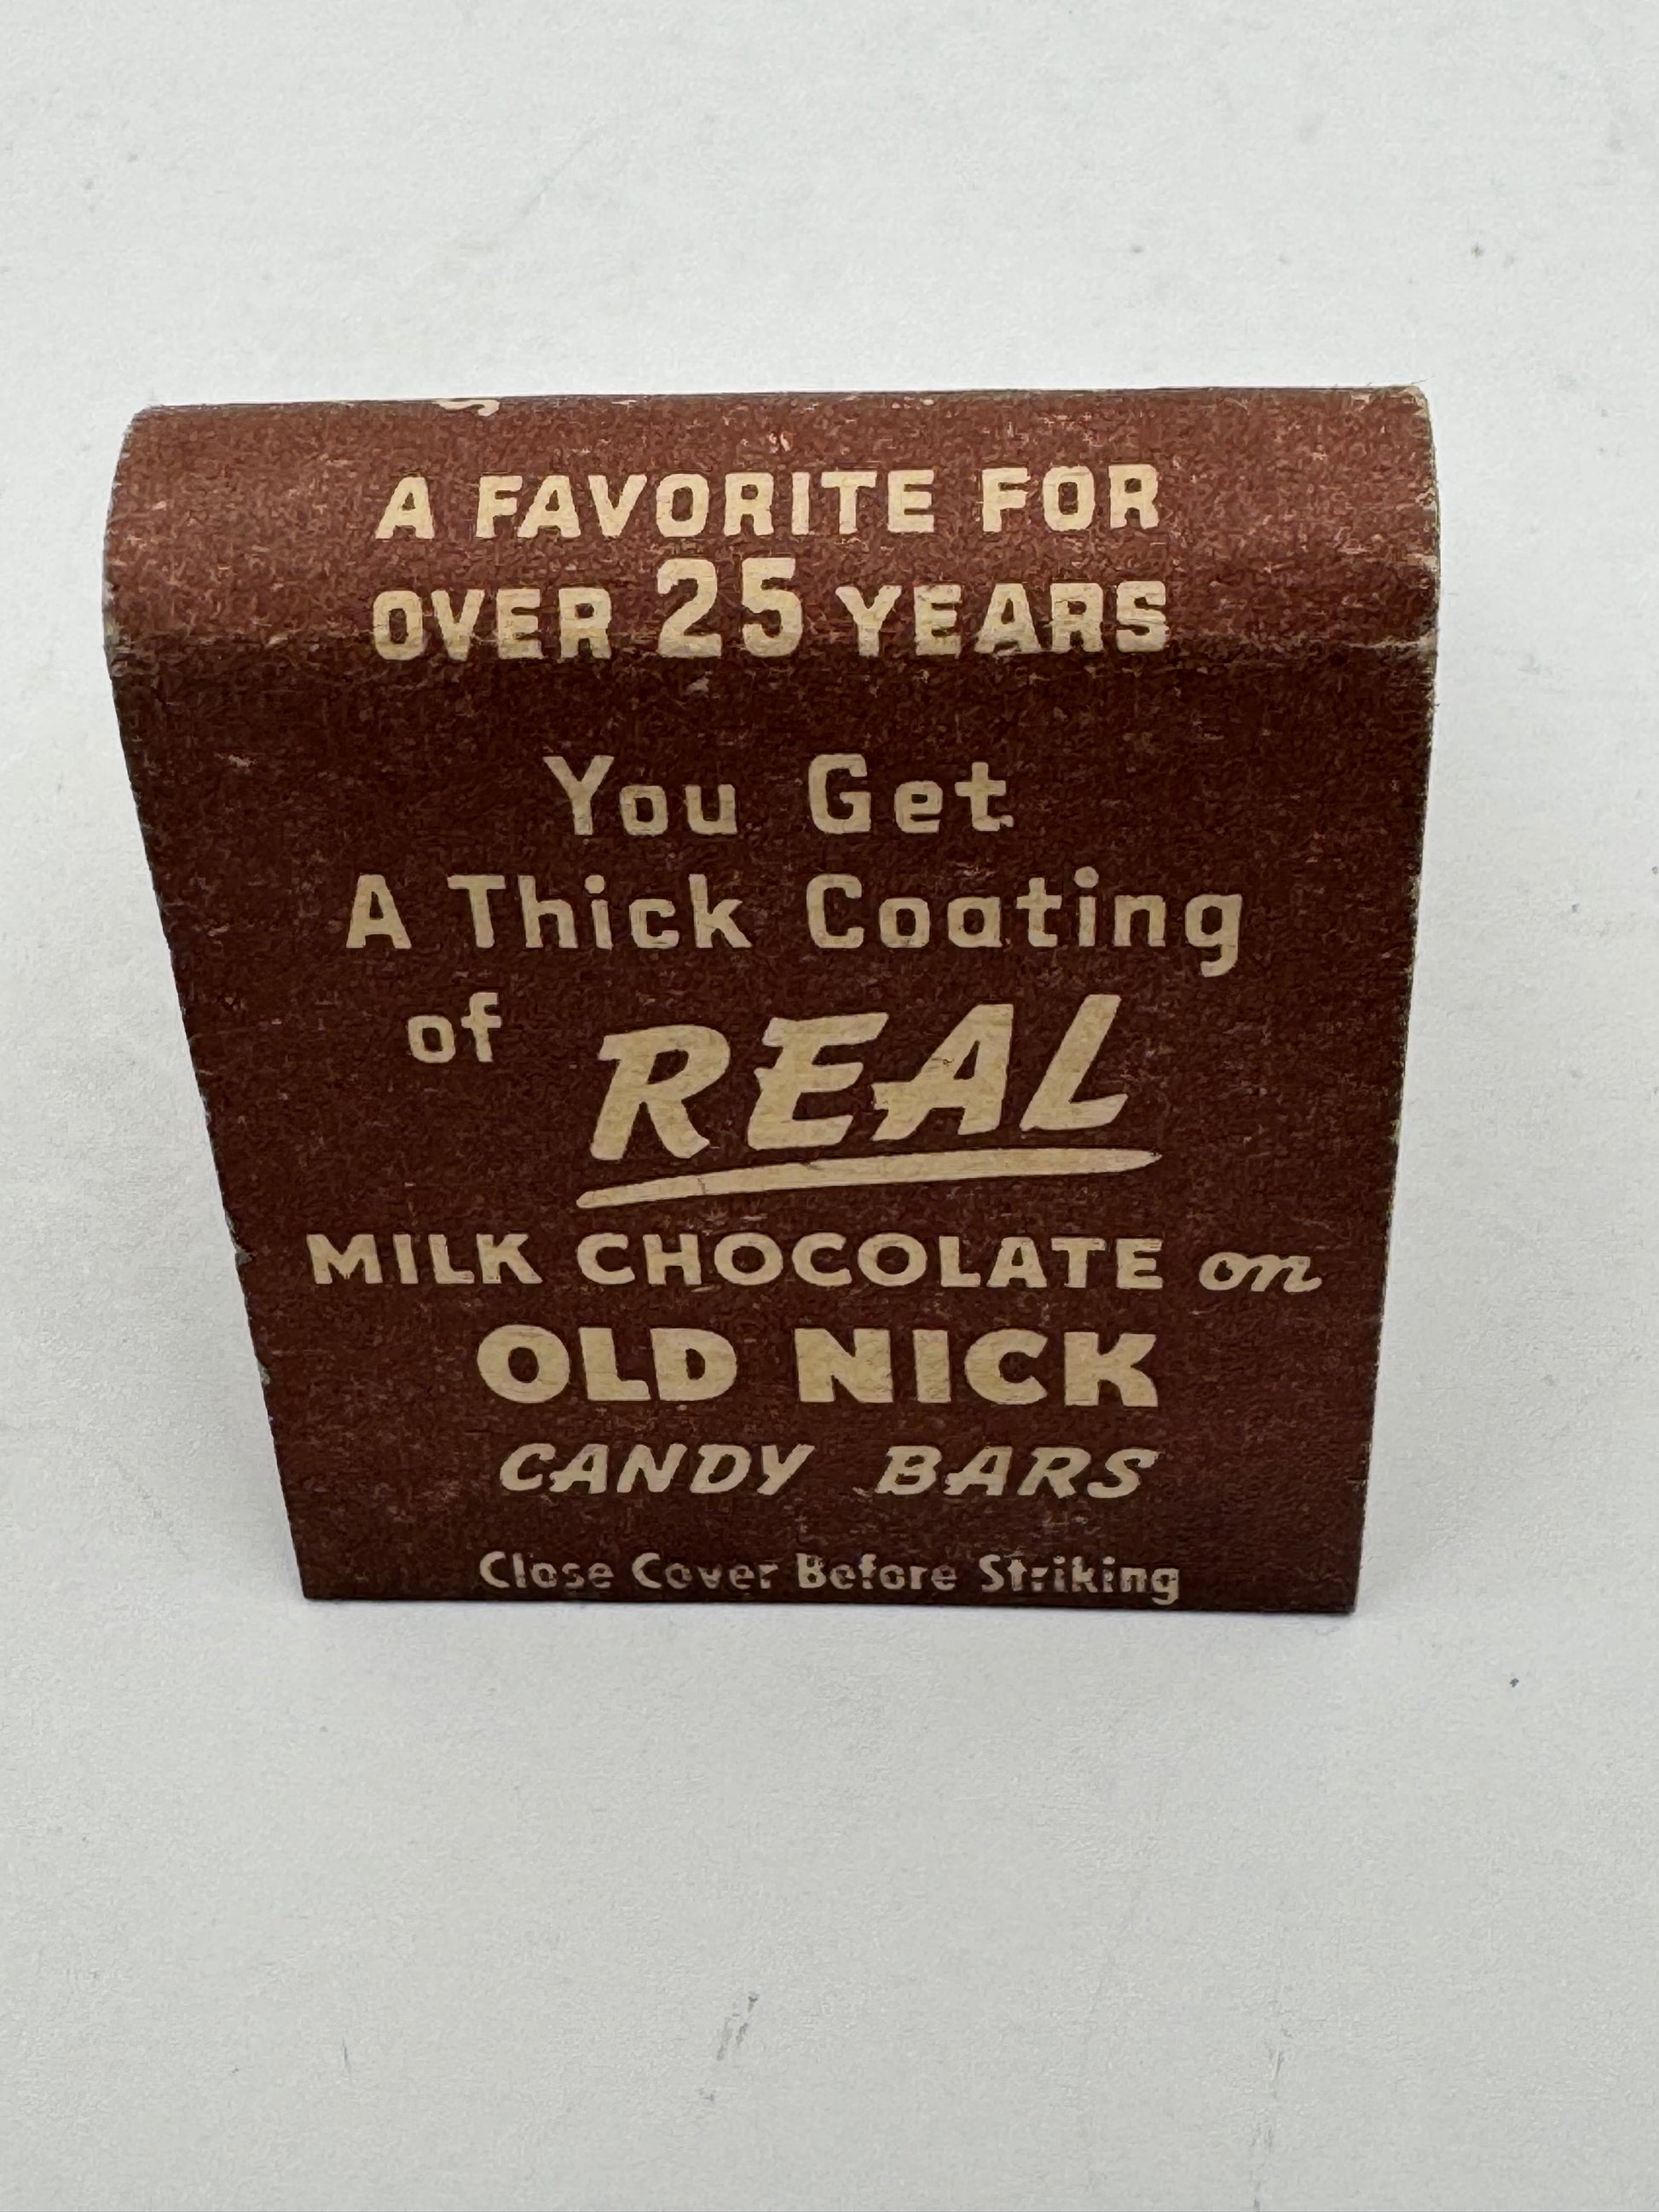 A FAVORITE FOR
OVER 25 YEARS
You Get
A Thick Coating
of REAL
MILK CHOCOLATE on
OLD NICK
CANDY BARS
Close Cover Before Striking